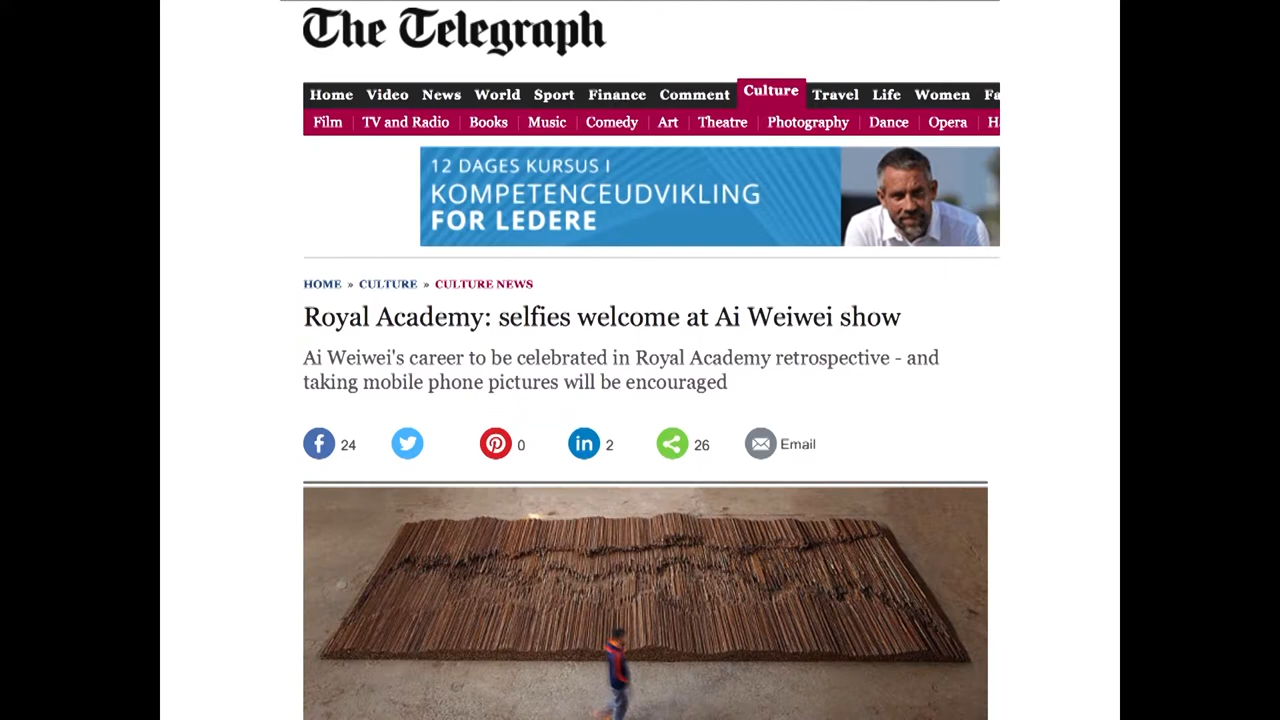 The Telegraph
Home Video News World Sport Finance Comment Culture Travel Life Women Fa
Film TV and Radio Books Music Comedy Art Theatre Photography Dance Opera H
12 DAGES KURSUS I
KOMPETENCEUDVIKLING
FOR LEDERE
HOME » CULTURE » CULTURE NEWS
Royal Academy: selfies welcome at Ai Weiwei show
Ai Weiwei's career to be celebrated in Royal Academy retrospective - and
taking mobile phone pictures will be encouraged
24 0 in 2 26 Email